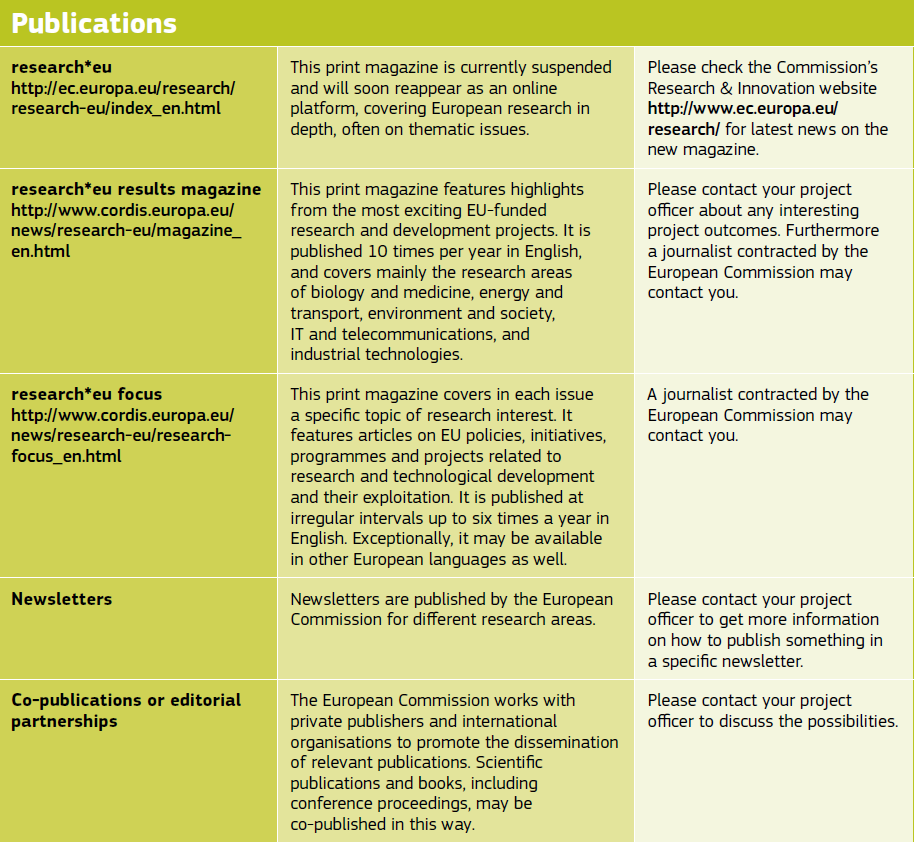 Publications
research*eu
http://ec.europa.eu/research/
research-eu/index_en.html
This print magazine is currently suspended
and will soon reappear as an online
platform, covering European research in
depth, often on thematic issues.
Please check the Commission's
Research & Innovation website
http://www.ec.europa.eu/
research/ for latest news on the
new magazine.
research*eu results magazine
http://www.cordis.europa.eu/
news/research-eu/magazine_
en.html
This print magazine features highlights
from the most exciting EU-funded
research and development projects. It is
published 10 times per year in English,
and covers mainly the research areas
of biology and medicine, energy and
transport, environment and society,
IT and telecommunications, and
industrial technologies.
Please contact your project
officer about any interesting
project outcomes. Furthermore
a journalist contracted by the
European Commission may
contact you.
research*eu focus
http://www.cordis.europa.eu/
news/research-eu/research-
focus_en.html
This print magazine covers in each issue
a specific topic of research interest. It
features articles on EU policies, initiatives,
programmes and projects related to
research and technological development
and their exploitation. It is published at
irregular intervals up to six times a year in
English. Exceptionally, it may be available
in other European languages as well.
A journalist contracted by the
European Commission may
contact you.
Newsletters
Newsletters are published by the European
Commission for different research areas.
Please contact your project
officer to get more information
on how to publish something in
a specific newsletter.
Co-publications or editorial
partnerships
The European Commission works with
private publishers and international
organisations to promote the dissemination
of relevant publications. Scientific
publications and books, including
conference proceedings, may be
co-published in this way.
Please contact your project
officer to discuss the possibilities.